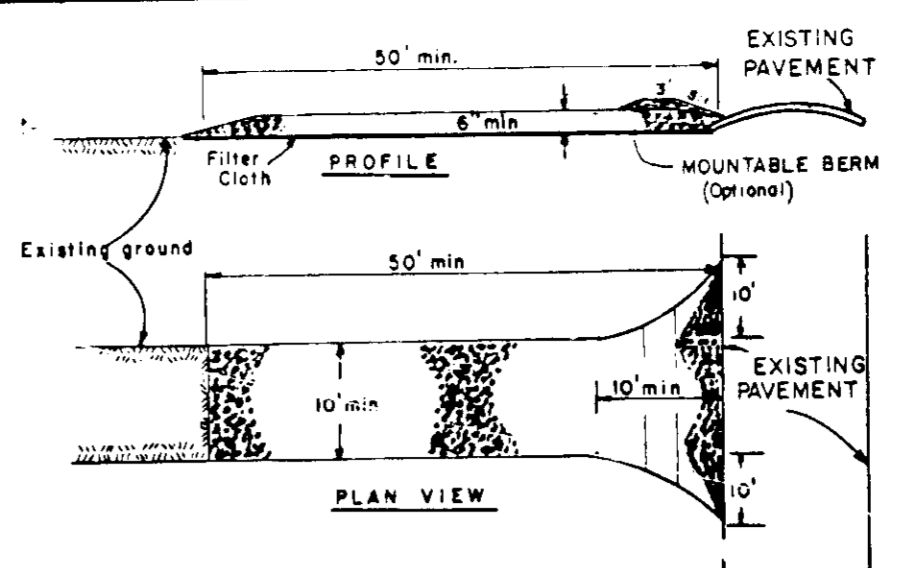 50' min.
EXISTING
PAVEMENT
3'
6" min
Filter
Cloth
PROFILE
MOUNTABLE BERM
(Optional)
Existing ground
50' min
10'
EXISTING
PAVEMENT
10' min
10' min
10'
PLAN VIEW